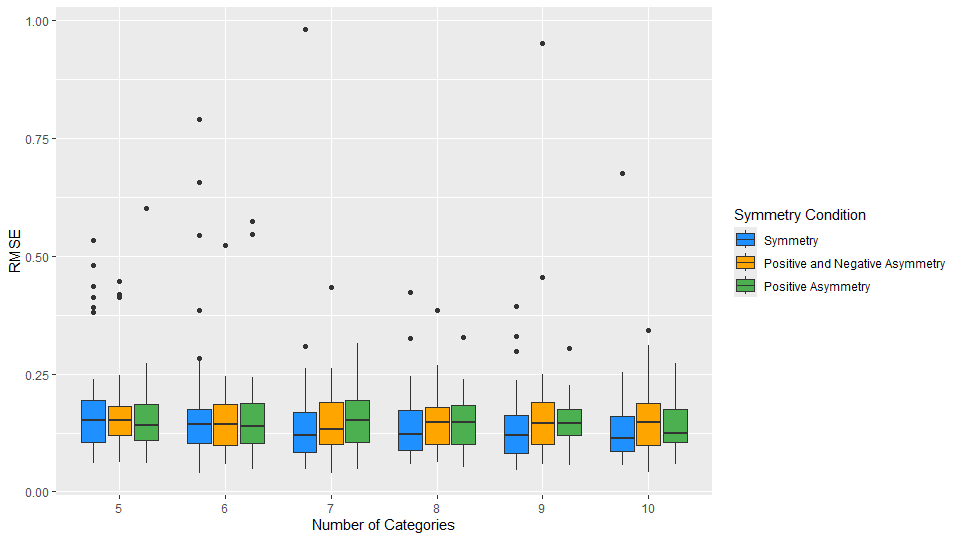 1.00
0.75
0.50
0.25
0.00
RMSE
5 6 7 8 9 10
Number of Categories
Symmetry Condition
Symmetry
Positive and Negative Asymmetry
Positive Asymmetry